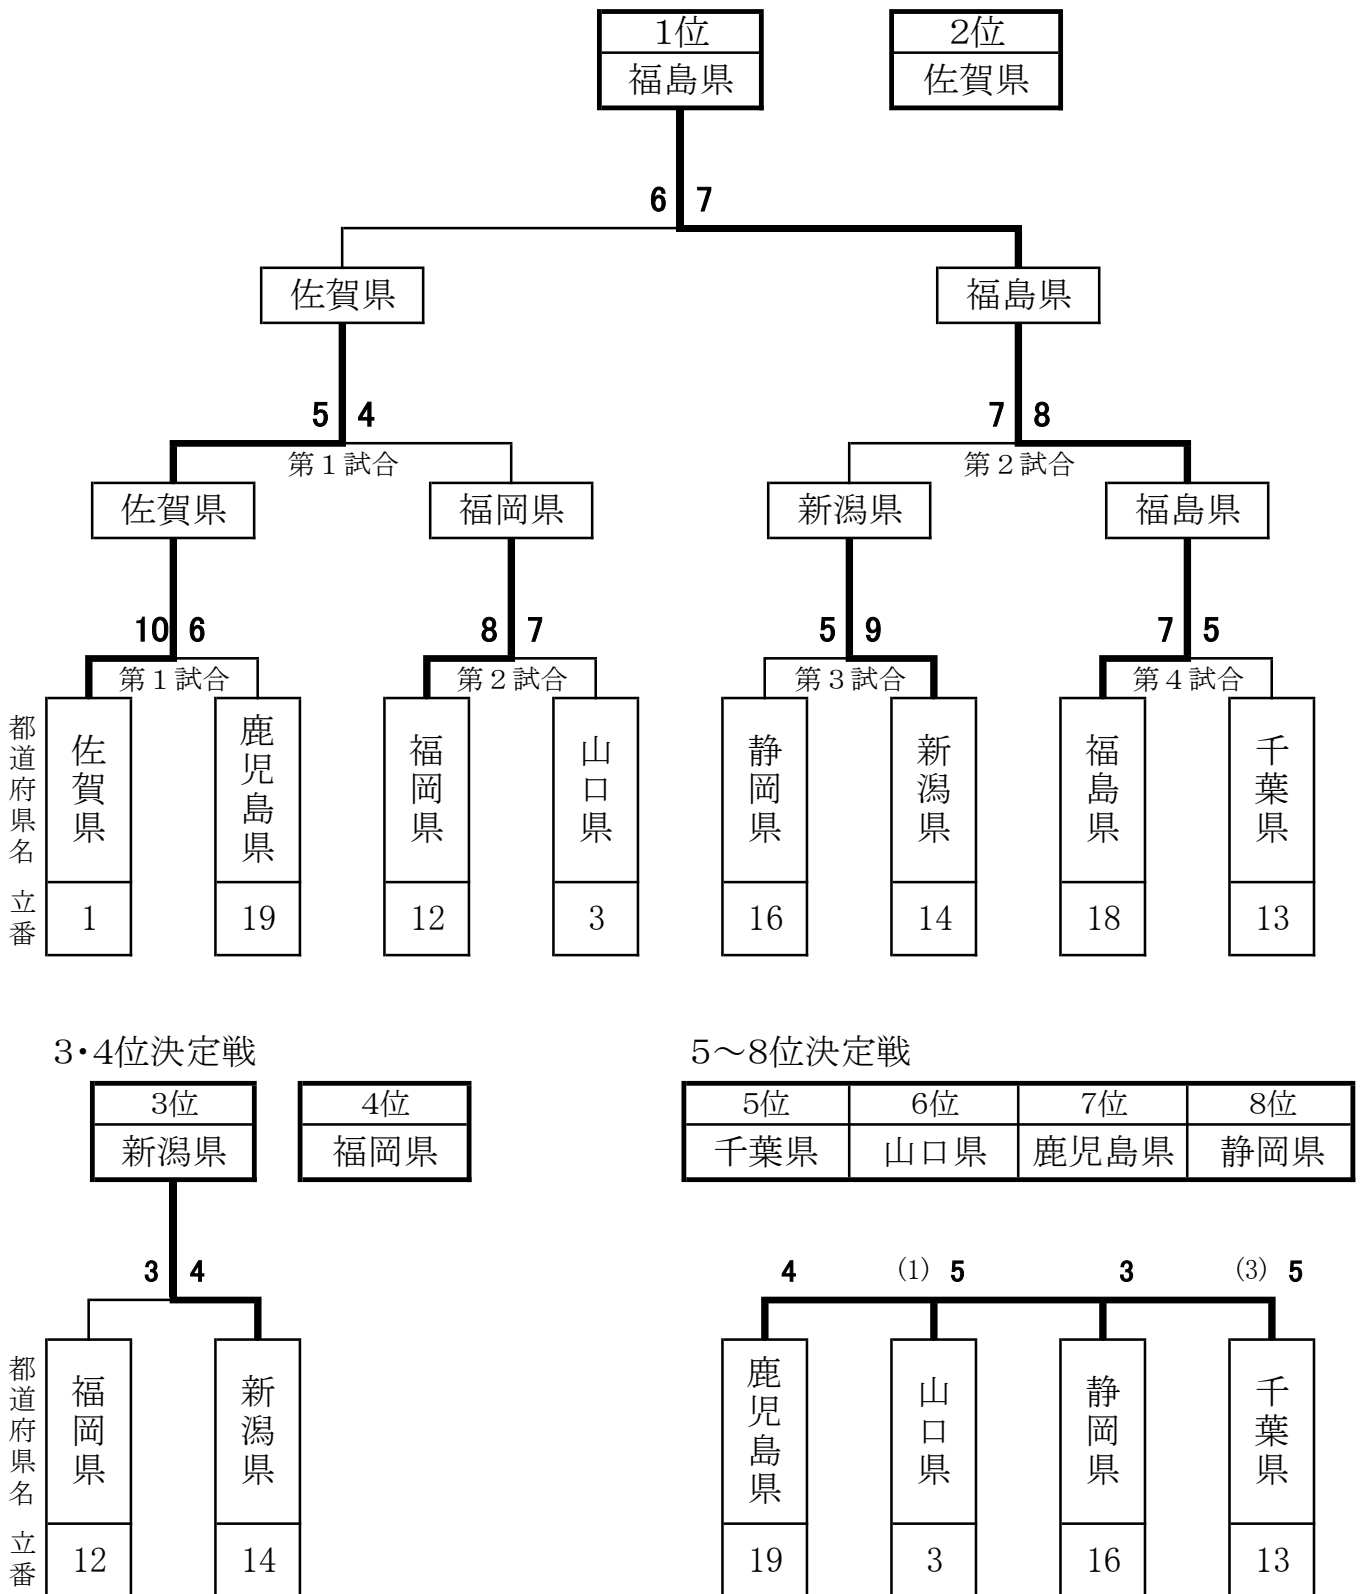 1位
2位
福島県
佐賀県
6 7
佐賀県
福島県
5 4
7 8
第１試合
第２試合
佐賀県
福岡県
新潟県
福島県
10 6
8 7
5 9
7 5
第１試合
第２試合
第３試合
第４試合
都道府県名
佐賀県
鹿児島県
福岡県
山口県
静岡県
新潟県
福島県
千葉県
立番
1
19
12
3
16
14
18
13
3・4位決定戦
5～8位決定戦
3位
4位
5位
6位
7位
8位
新潟県
福岡県
千葉県
山口県
鹿児島県
静岡県
3 4
4
(1) 5
3
(3) 5
都道府県名
福岡県
新潟県
鹿児島県
山口県
静岡県
千葉県
立番
12
14
19
3
16
13